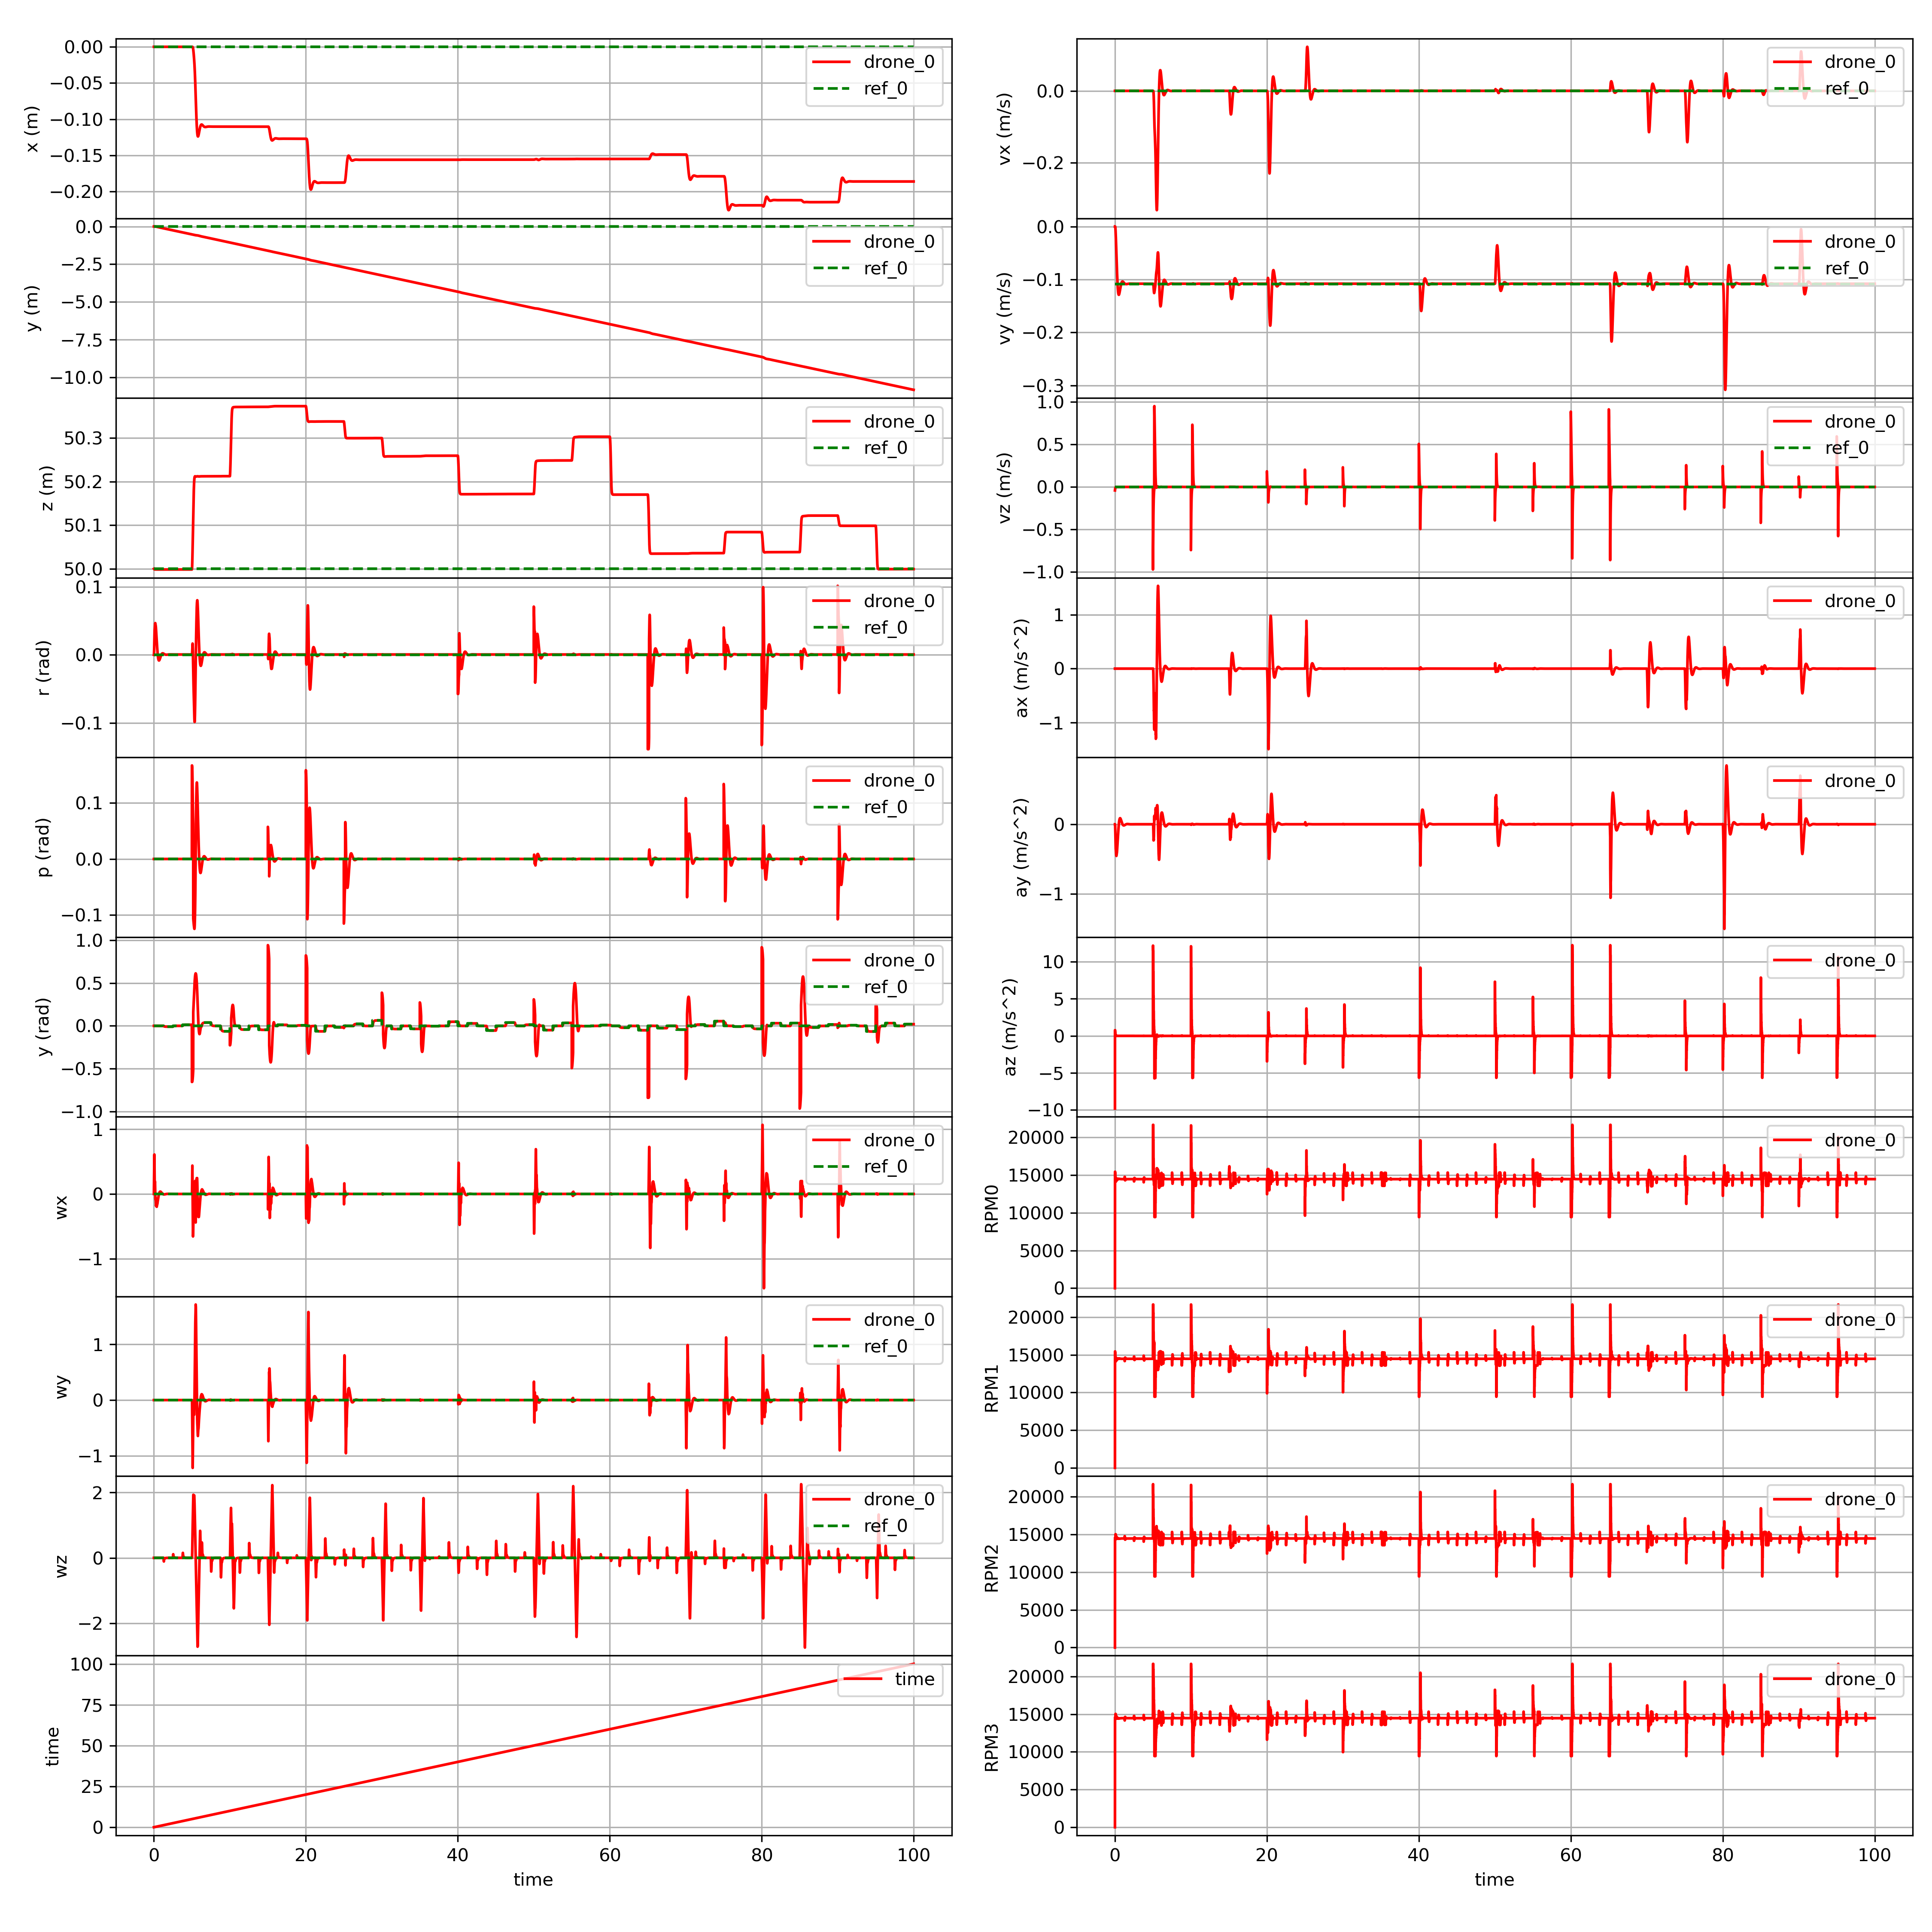 0.00
−0.05
−0.10
−0.15
−0.20
x (m)
drone_0
ref_0
0.0
−2.5
−5.0
−7.5
−10.0
y (m)
drone_0
ref_0
50.3
50.2
50.1
50.0
z (m)
drone_0
ref_0
0.1
0.0
−0.1
r (rad)
drone_0
ref_0
0.1
0.0
−0.1
p (rad)
drone_0
ref_0
1.0
0.5
0.0
−0.5
−1.0
y (rad)
drone_0
ref_0
1
0
−1
wx
drone_0
ref_0
1
0
−1
wy
drone_0
ref_0
2
0
−2
wz
drone_0
ref_0
100
75
50
25
0
time
time
0 20 40 60 80 100
time
0.0
−0.2
vx (m/s)
drone_0
ref_0
0.0
−0.1
−0.2
−0.3
vy (m/s)
drone_0
ref_0
1.0
0.5
0.0
−0.5
−1.0
vz (m/s)
drone_0
ref_0
1
0
−1
ax (m/s^2)
drone_0
0
−1
ay (m/s^2)
drone_0
10
5
0
−5
−10
az (m/s^2)
drone_0
20000
15000
10000
5000
0
RPM0
drone_0
20000
15000
10000
5000
0
RPM1
drone_0
20000
15000
10000
5000
0
RPM2
drone_0
20000
15000
10000
5000
0
RPM3
drone_0
0 20 40 60 80 100
time